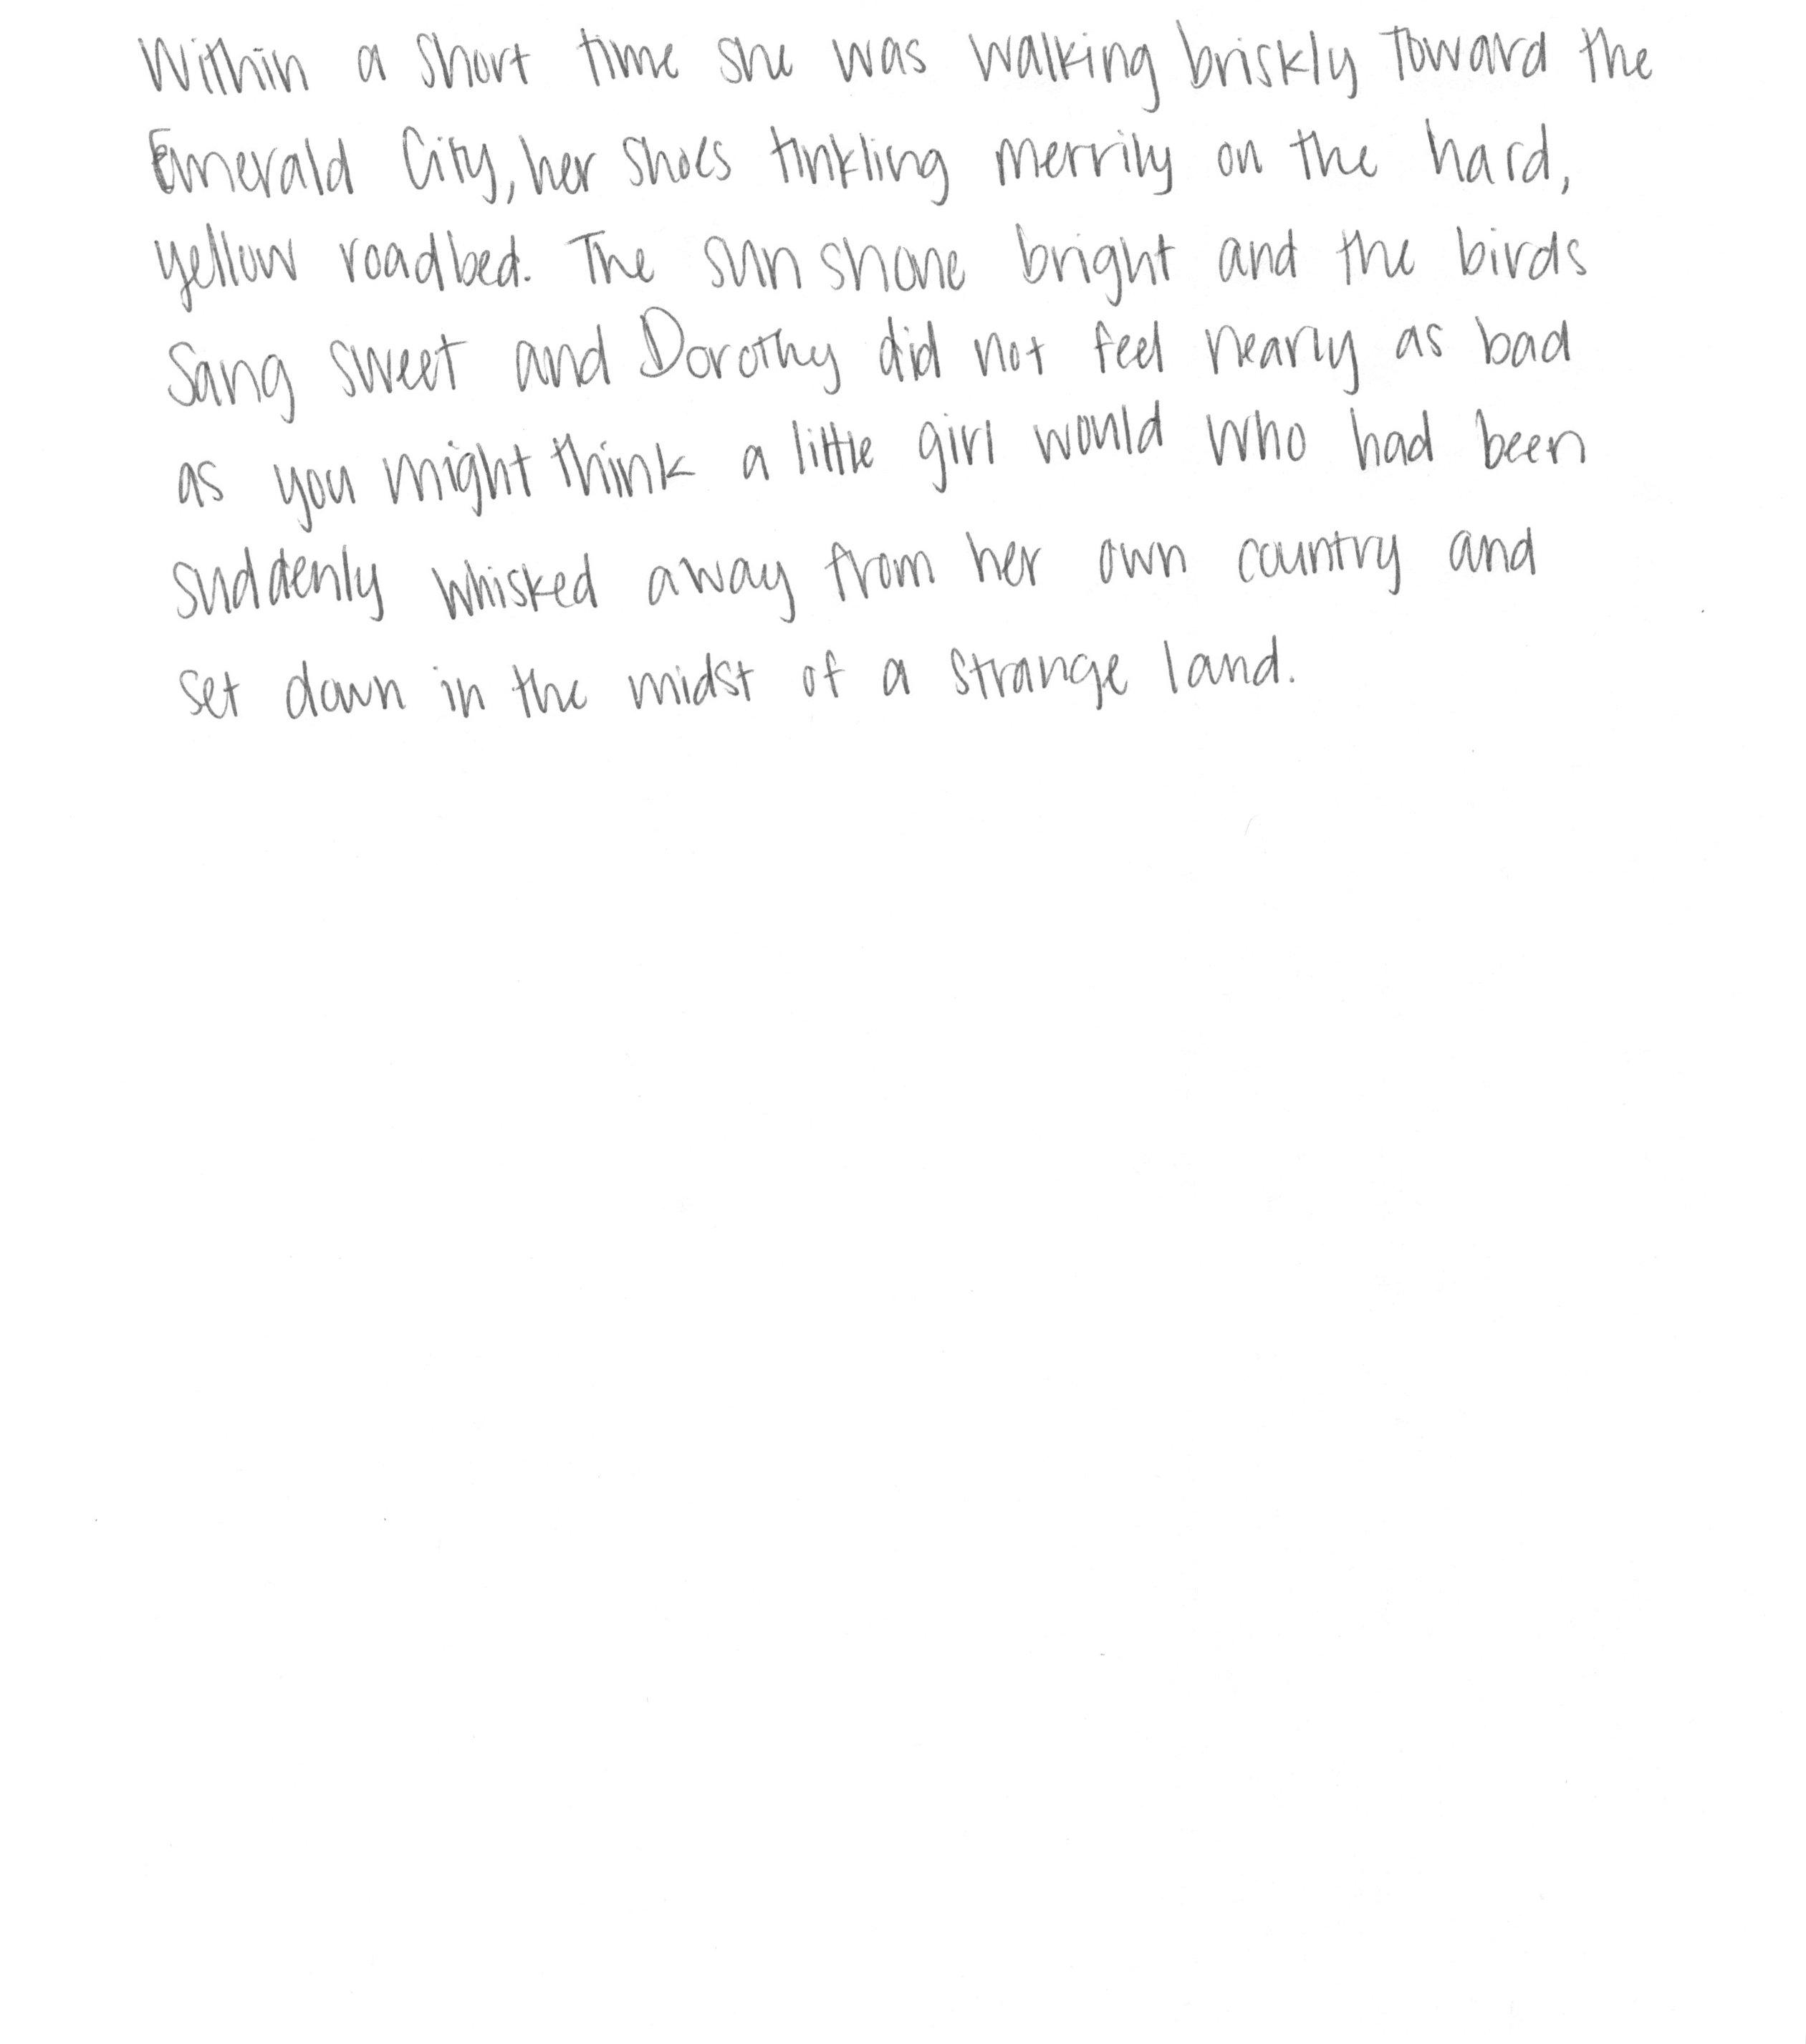 Within a short time she was walking briskly toward the
Emerald City, her shoes tinkling merrily on the hard,
yellow roadbed. The sun shone bright and the birds
sang sweet and Dorothy did not feel nearly as bad
as you might think a little girl would who had been
suddenly whisked away from her own country and
set down in the midst of a strange land.